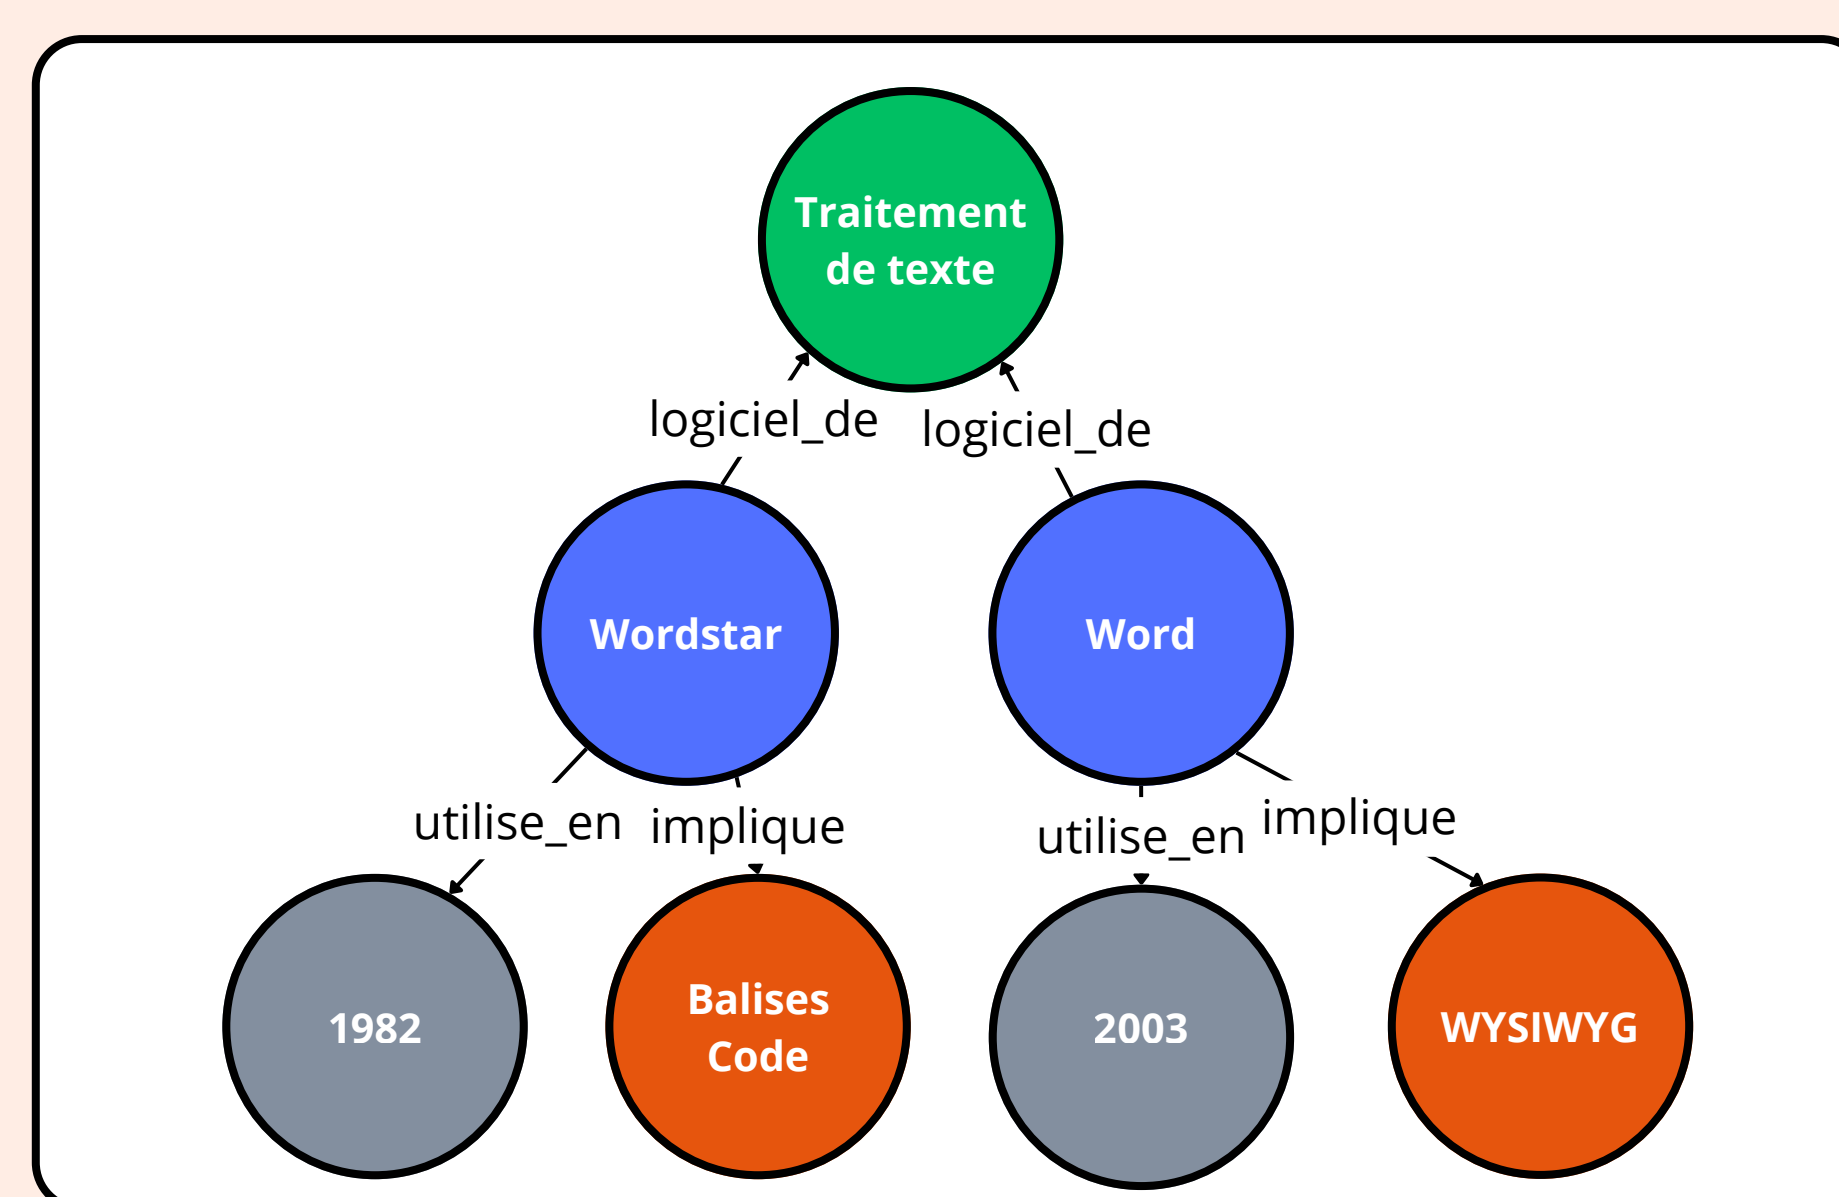 Traitement
de texte
logiciel_de
logiciel_de
Wordstar
Word
utilise_en
implique
utilise_en
implique
1982
Balises
Code
2003
WYSIWYG